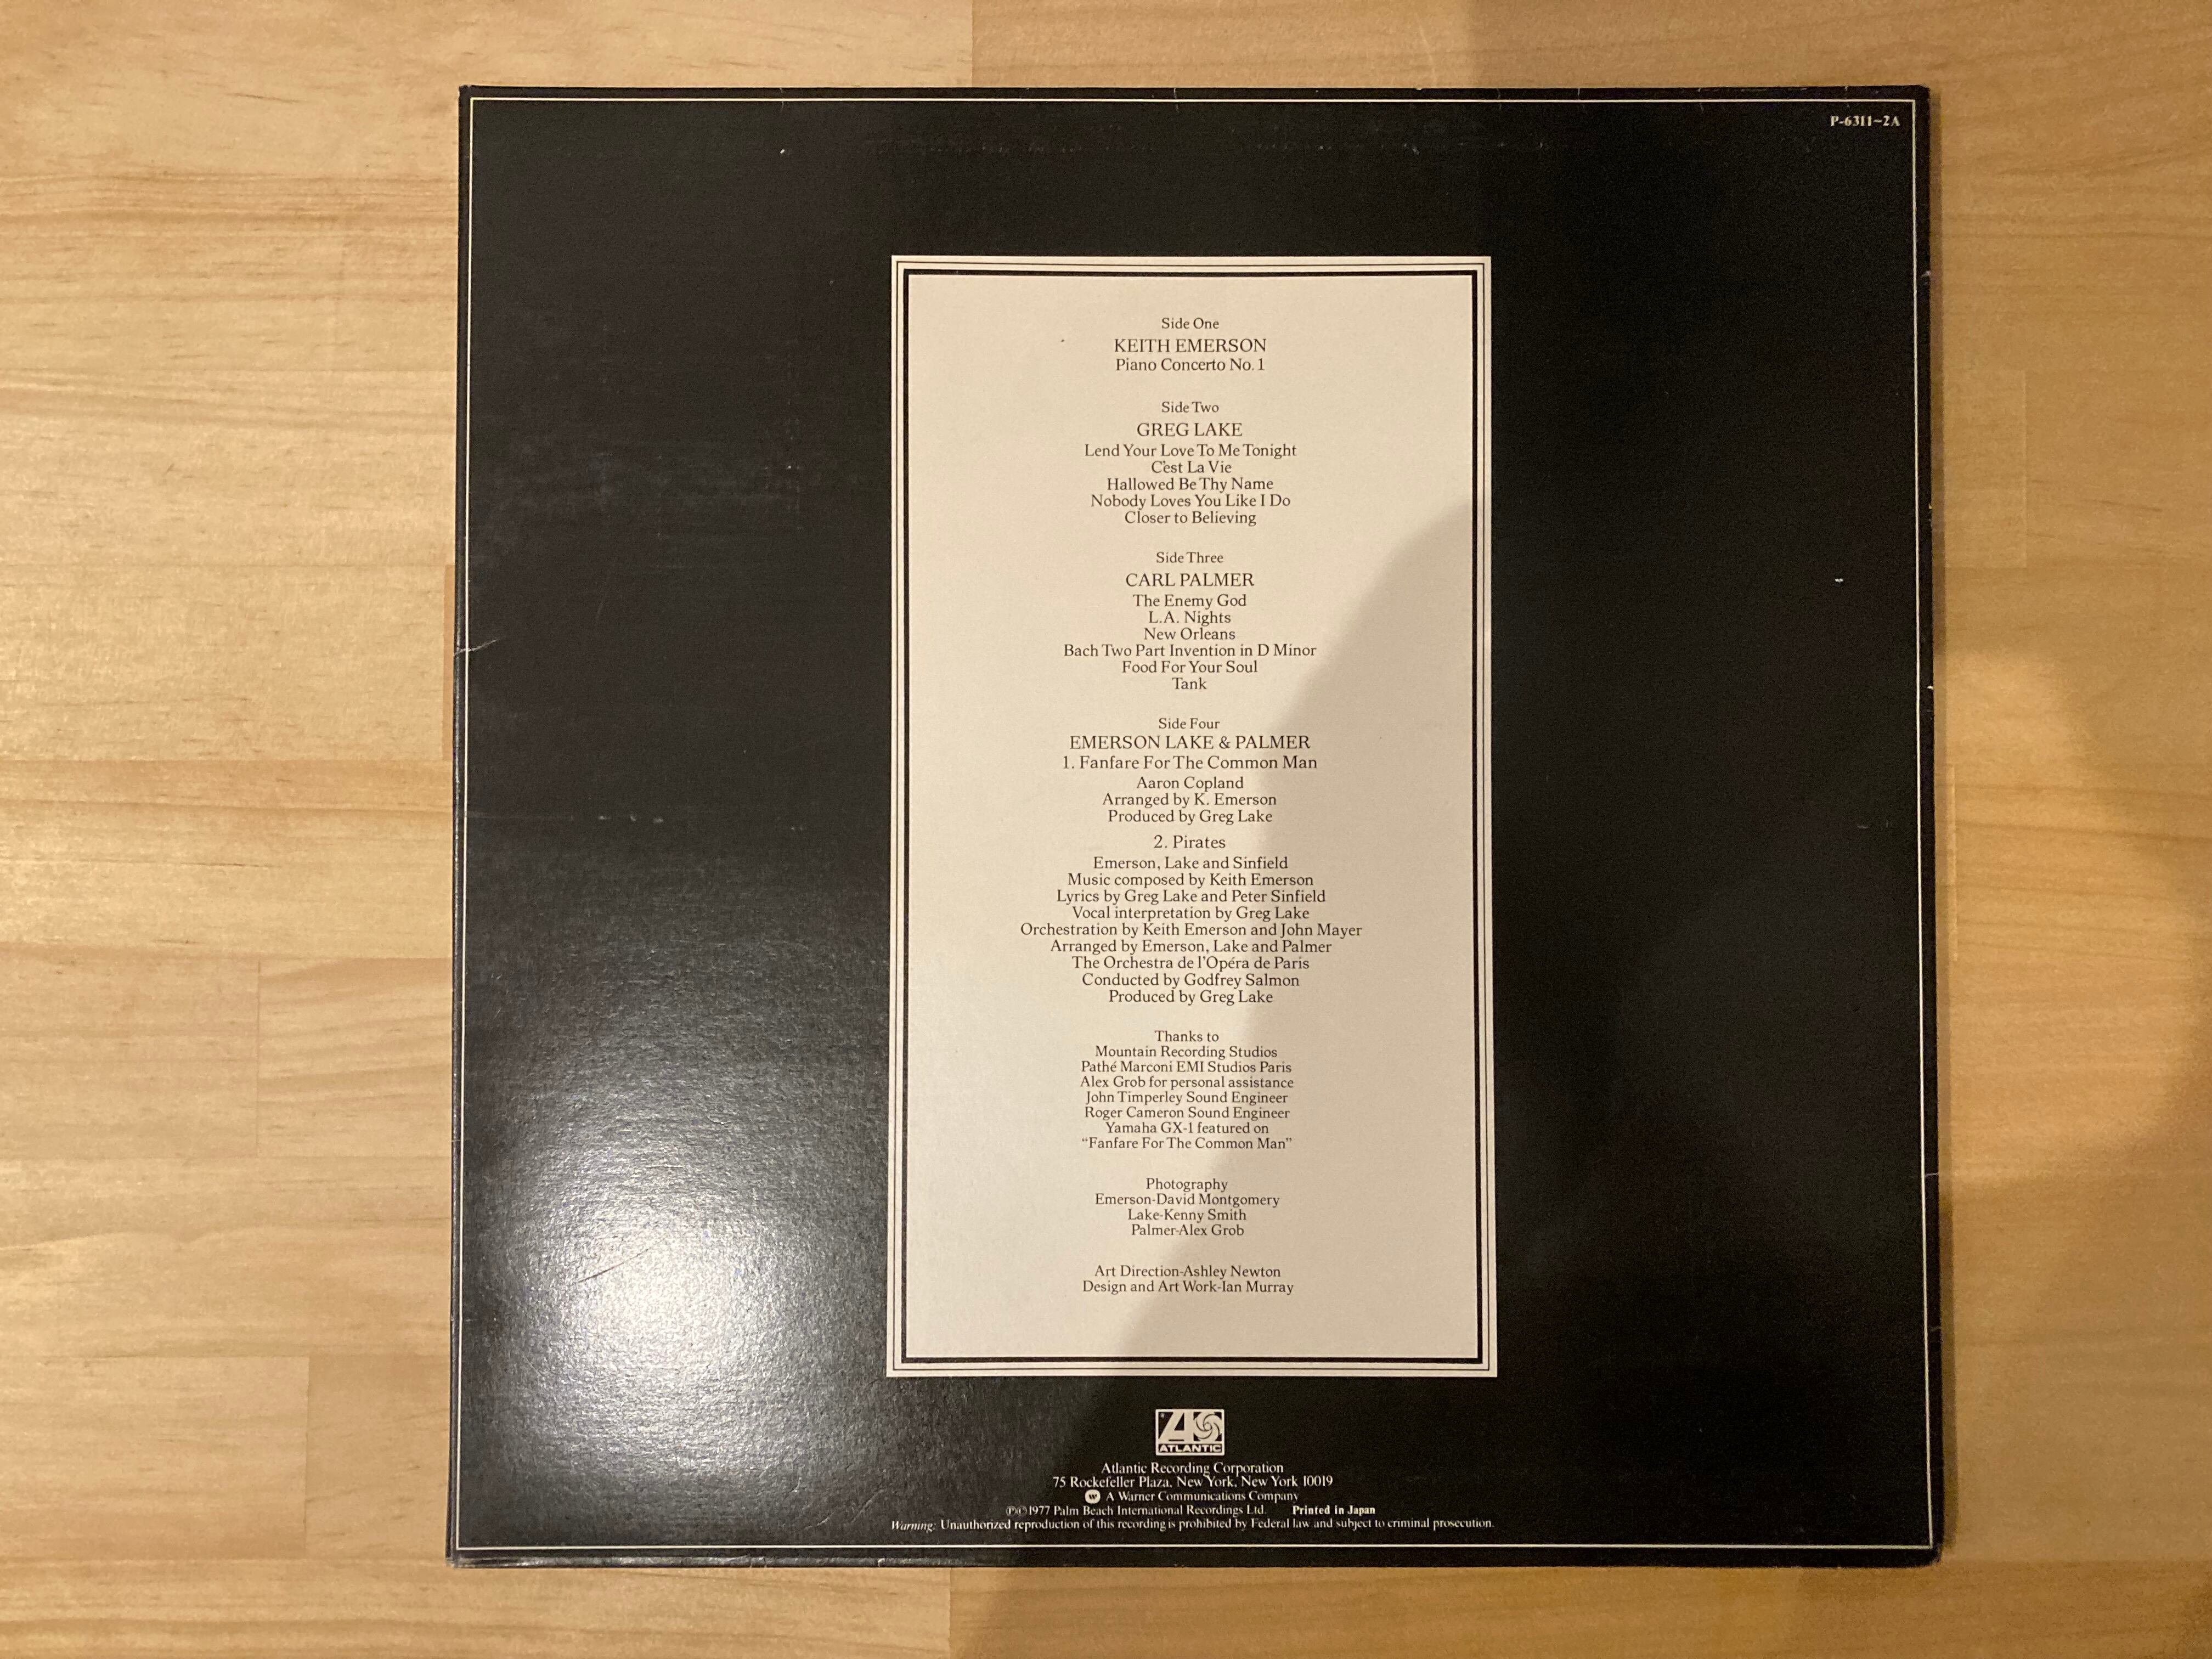 P-6311~2A
Side One
KEITH EMERSON
Piano Concerto No. 1
Side Two
GREG LAKE
Lend Your Love To Me Tonight
C'est La Vie
Hallowed Be Thy Name
Nobody Loves You Like I Do
Closer to Believing
Side Three
CARL PALMER
The Enemy God
L.A. Nights
New Orleans
Bach Two Part Invention in D Minor
Food For Your Soul
Tank
Side Four
EMERSON LAKE & PALMER
1. Fanfare For The Common Man
Aaron Copland
Arranged by K. Emerson
Produced by Greg Lake
2. Pirates
Emerson, Lake and Sinfield
Music composed by Keith Emerson
Lyrics by Greg Lake and Peter Sinfield
Vocal interpretation by Greg Lake
Orchestration by Keith Emerson and John Mayer
Arranged by Emerson, Lake and Palmer
The Orchestra de l'Opéra de Paris
Conducted by Godfrey Salmon
Produced by Greg Lake
Thanks to
Mountain Recording Studios
Pathé Marconi EMI Studios Paris
Alex Grob for personal assistance
John Timperley Sound Engineer
Roger Cameron Sound Engineer
Yamaha GX-1 featured on
“Fanfare For The Common Man”
Photography
Emerson-David Montgomery
Lake-Kenny Smith
Palmer-Alex Grob
Art Direction-Ashley Newton
Design and Art Work-Ian Murray
ATLANTIC
Atlantic Recording Corporation
75 Rockefeller Plaza, New York, New York 10019
W A Warner Communications Company
℗©1977 Palm Beach International Recordings Ltd. Printed in Japan
Warning: Unauthorized reproduction of this recording is prohibited by Federal law and subject to criminal prosecution.